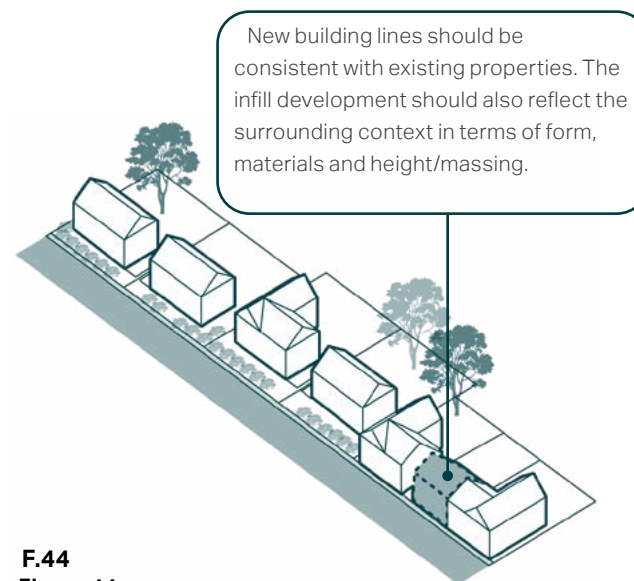 New building lines should be
consistent with existing properties. The
infill development should also reflect the
surrounding context in terms of form,
materials and height/massing.
F.44